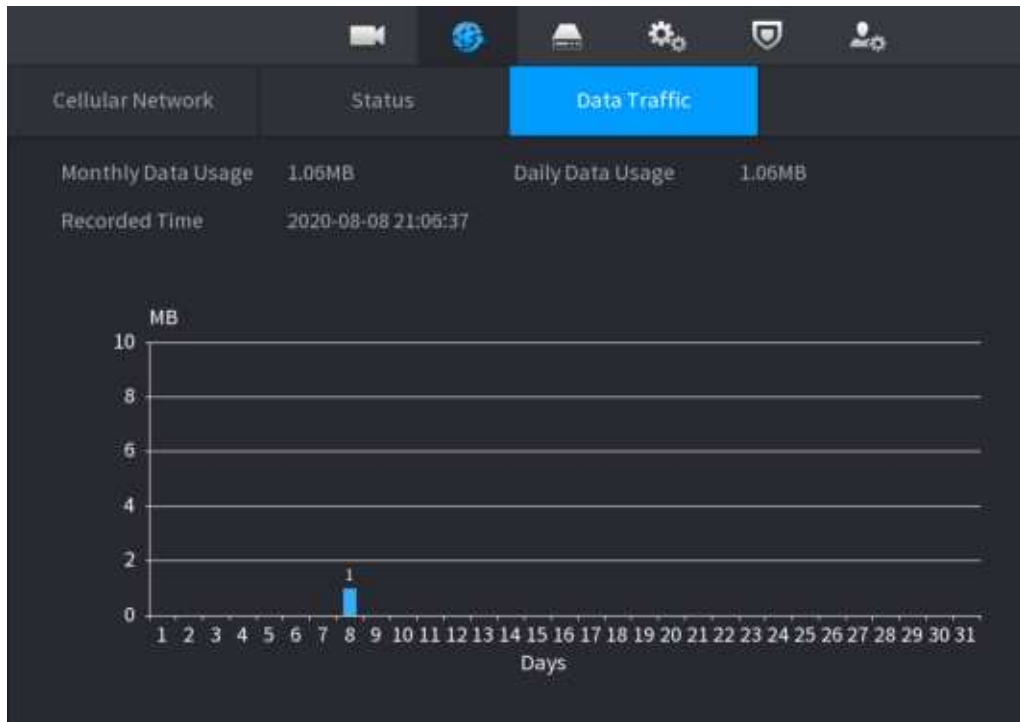 Cellular Network Status Data Traffic
Monthly Data Usage 1.06MB Daily Data Usage 1.06MB
Recorded Time 2020-08-08 21:06:37
MB
10
8
6
4
2
1
0
1 2 3 4 5 6 7 8 9 10 11 12 13 14 15 16 17 18 19 20 21 22 23 24 25 26 27 28 29 30 31
Days